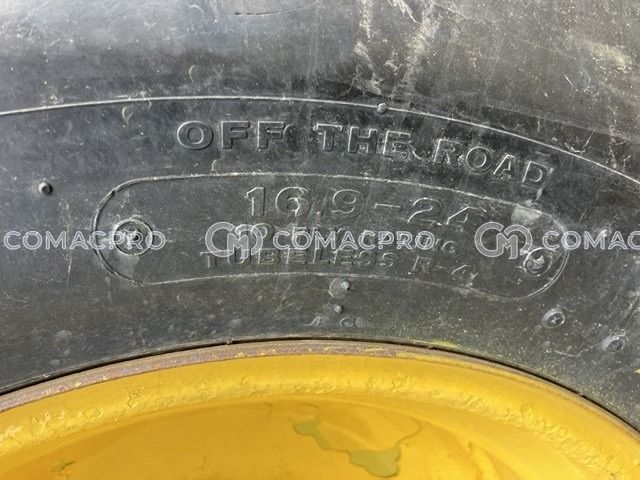 OFF THE ROAD
16.9-24
TUBELESS R-4
COMACPRO COMACPRO COMACPRO